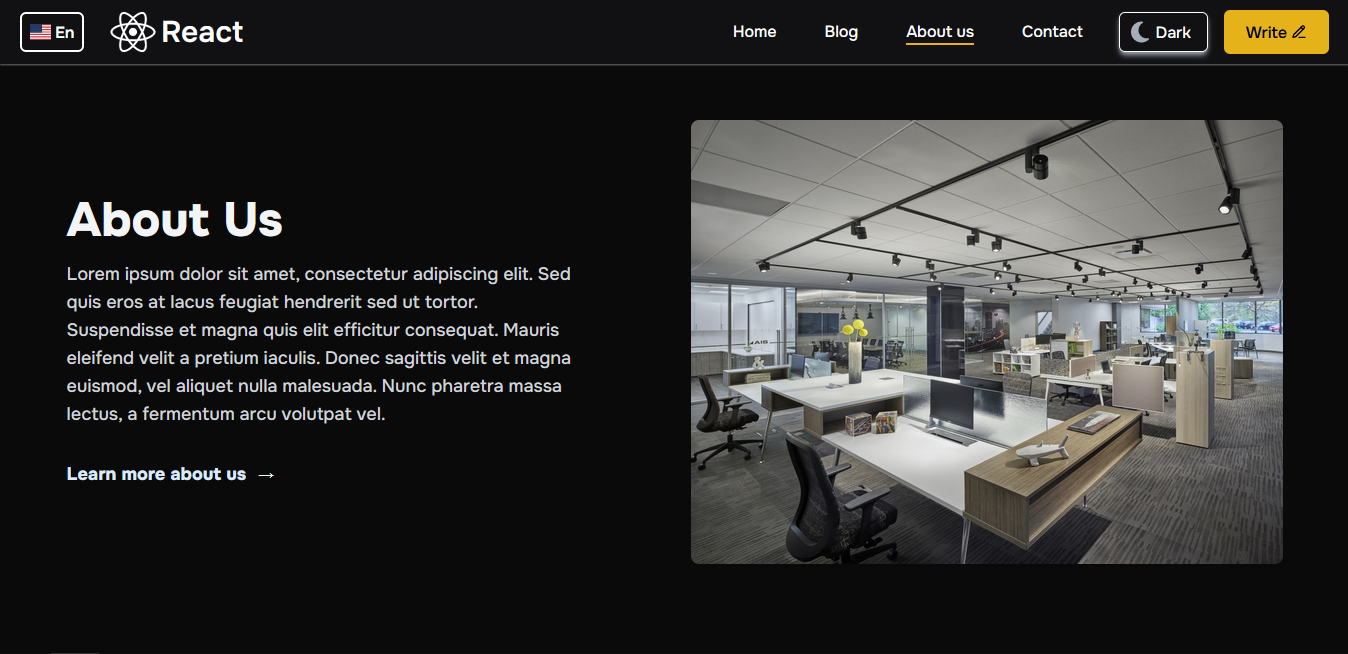 En
React
Home
Blog
About us
Contact
Dark
Write
About Us
Lorem ipsum dolor sit amet, consectetur adipiscing elit. Sed
quis eros at lacus feugiat hendrerit sed ut tortor.
Suspendisse et magna quis elit efficitur consequat. Mauris
eleifend velit a pretium iaculis. Donec sagittis velit et magna
euismod, vel aliquet nulla malesuada. Nunc pharetra massa
lectus, a fermentum arcu volutpat vel.
Learn more about us →